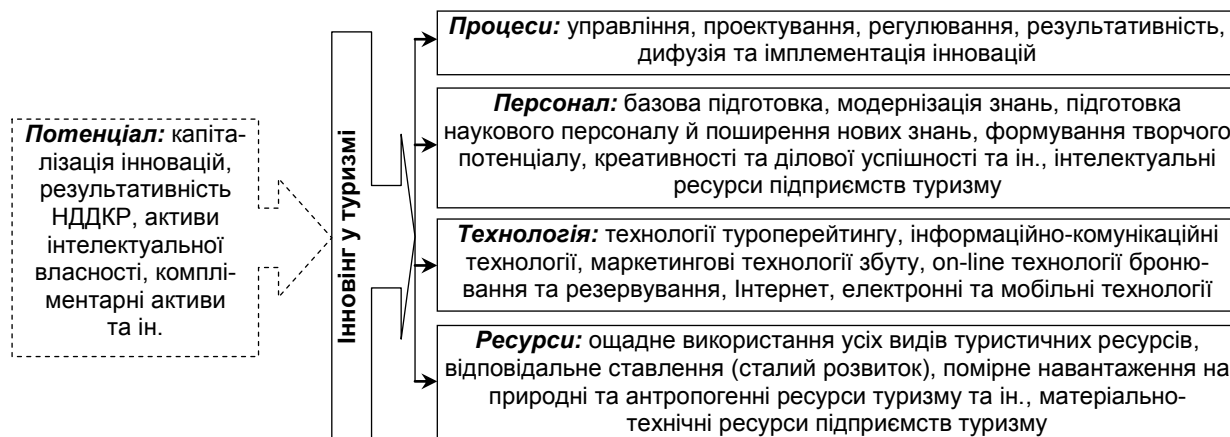 Потенціал: капіта-
лізація інновацій,
результативність
НДДКР, активи
інтелектуальної
власності, комплі-
ментарні активи
та ін.
Інновінг у туризмі
Процеси: управління, проектування, регулювання, результативність,
дифузія та імплементація інновацій
Персонал: базова підготовка, модернізація знань, підготовка
наукового персоналу й поширення нових знань, формування творчого
потенціалу, креативності та ділової успішності та ін., інтелектуальні
ресурси підприємств туризму
Технологія: технології туроперейтингу, інформаційно-комунікаційні
технології, маркетингові технології збуту, on-line технології броню-
вання та резервування, Інтернет, електронні та мобільні технології
Ресурси: ощадне використання усіх видів туристичних ресурсів,
відповідальне ставлення (сталий розвиток), помірне навантаження на
природні та антропогенні ресурси туризму та ін., матеріально-
технічні ресурси підприємств туризму